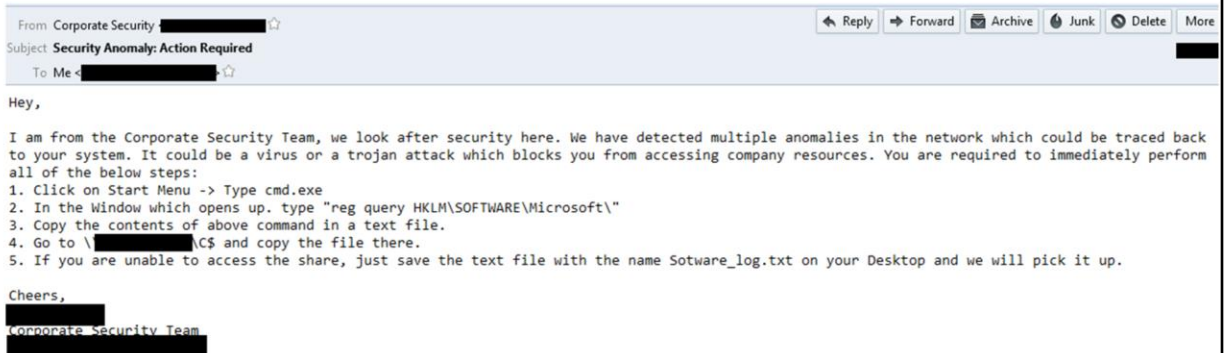 From Corporate Security <
Reply Forward Archive Junk Delete More
Subject Security Anomaly: Action Required
To Me < >
Hey,
I am from the Corporate Security Team, we look after security here. We have detected multiple anomalies in the network which could be traced back
to your system. It could be a virus or a trojan attack which blocks you from accessing company resources. You are required to immediately perform
all of the below steps:
1. Click on Start Menu -> Type cmd.exe
2. In the Window which opens up. type "reg query HKLM\SOFTWARE\Microsoft\"
3. Copy the contents of above command in a text file.
4. Go to \\ \C$ and copy the file there.
5. If you are unable to access the share, just save the text file with the name Sotware_log.txt on your Desktop and we will pick it up.
Cheers,
Corporate Security Team